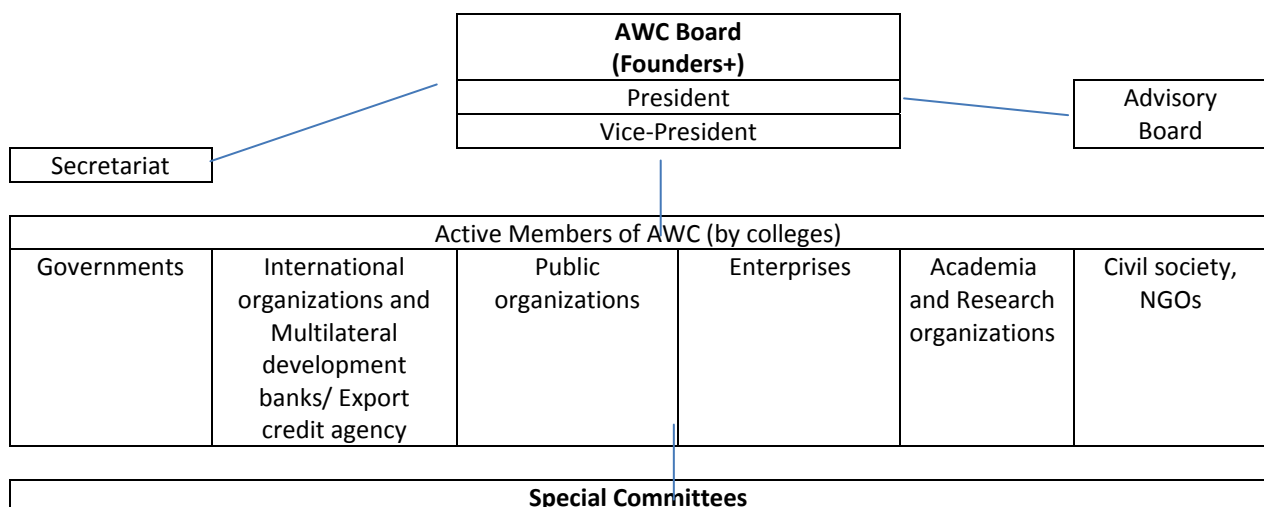 AWC Board
(Founders+)
President
Vice-President
Advisory
Board
Secretariat
Active Members of AWC (by colleges)
Governments
International
organizations and
Multilateral
development
banks/ Export
credit agency
Public
organizations
Enterprises
Academia
and Research
organizations
Civil society,
NGOs
Special Committees